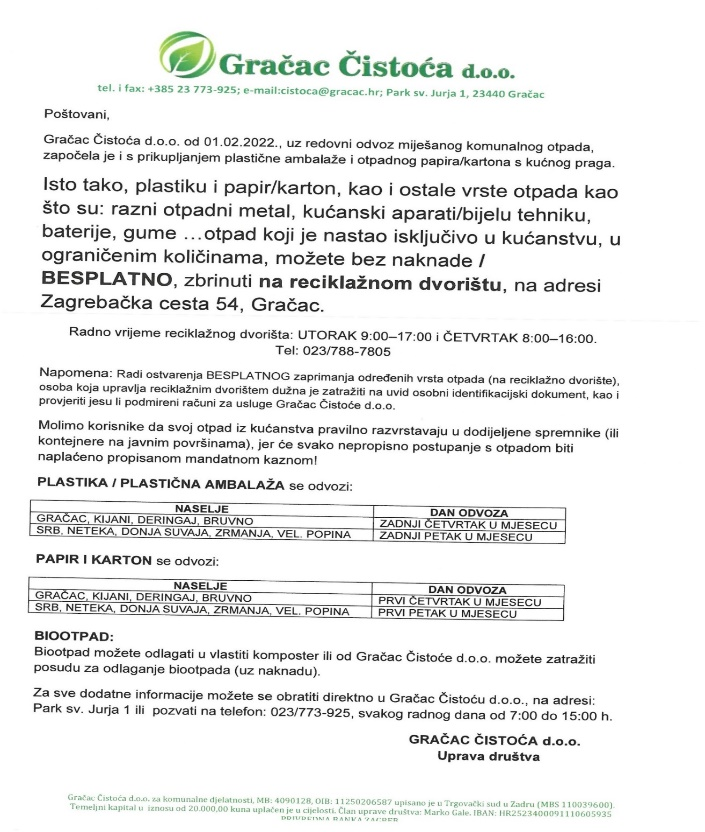 Gračac Čistoća d.o.o.
tel. i fax: +385 23 773-925; e-mail:cistoca@gracac.hr; Park sv. Jurja 1, 23440 Gračac
Poštovani,
Gračac Čistoća d.o.o. od 01.02.2022., uz redovni odvoz miješanog komunalnog otpada,
započela je i s prikupljanjem plastične ambalaže i otpadnog papira/kartona s kućnog praga.
Isto tako, plastiku i papir/karton, kao i ostale vrste otpada kao
što su: razni otpadni metal, kućanski aparati/bijelu tehniku,
baterije, gume ...otpad koji je nastao isključivo u kućanstvu, u
ograničenim količinama, možete bez naknade /
BESPLATNO, zbrinuti na reciklažnom dvorištu, na adresi
Zagrebačka cesta 54, Gračac.
Radno vrijeme reciklažnog dvorišta: UTORAK 9:00–17:00 i ČETVRTAK 8:00–16:00.
Tel: 023/788-7805
Napomena: Radi ostvarenja BESPLATNOG zaprimanja određenih vrsta otpada (na reciklažno dvorište),
osoba koja upravlja reciklažnim dvorištem dužna je zatražiti na uvid osobni identifikacijski dokument, kao i
provjeriti jesu li podmireni računi za usluge Gračac Čistoće d.o.o.
Molimo korisnike da svoj otpad iz kućanstva pravilno razvrstavaju u dodijeljene spremnike (ili
kontejnere na javnim površinama), jer će svako nepropisno postupanje s otpadom biti
naplaćeno propisanom mandatnom kaznom!
PLASTIKA / PLASTIČNA AMBALAŽA se odvozi:
NASELJE DAN ODVOZA
GRAČAC, KIJANI, DERINGAJ, BRUVNO ZADNJI ČETVRTAK U MJESECU
SRB, NETEKA, DONJA SUVAJA, ZRMANJA, VEL. POPINA ZADNJI PETAK U MJESECU
PAPIR I KARTON se odvozi:
NASELJE DAN ODVOZA
GRAČAC, KIJANI, DERINGAJ, BRUVNO PRVI ČETVRTAK U MJESECU
SRB, NETEKA, DONJA SUVAJA, ZRMANJA, VEL. POPINA PRVI PETAK U MJESECU
BIOOTPAD:
Biootpad možete odlagati u vlastiti komposter ili od Gračac Čistoće d.o.o. možete zatražiti
posudu za odlaganje biootpada (uz naknadu).
Za sve dodatne informacije možete se obratiti direktno u Gračac Čistoću d.o.o., na adresi:
Park sv. Jurja 1 ili pozvati na telefon: 023/773-925, svakog radnog dana od 7:00 do 15:00 h.
GRAČAC ČISTOĆA d.o.o.
Uprava društva
Gračac Čistoća d.o.o. za komunalne djelatnosti, MB: 4090128, OIB: 11250206587 upisano je u Trgovački sud u Zadru (MBS 110039600).
Temeljni kapital u iznosu od 20.000,00 kuna uplaćen je u cijelosti. Član uprave društva: Marko Gale. IBAN: HR2523400091110605935
PRIVREDNA BANKA ZAGREB